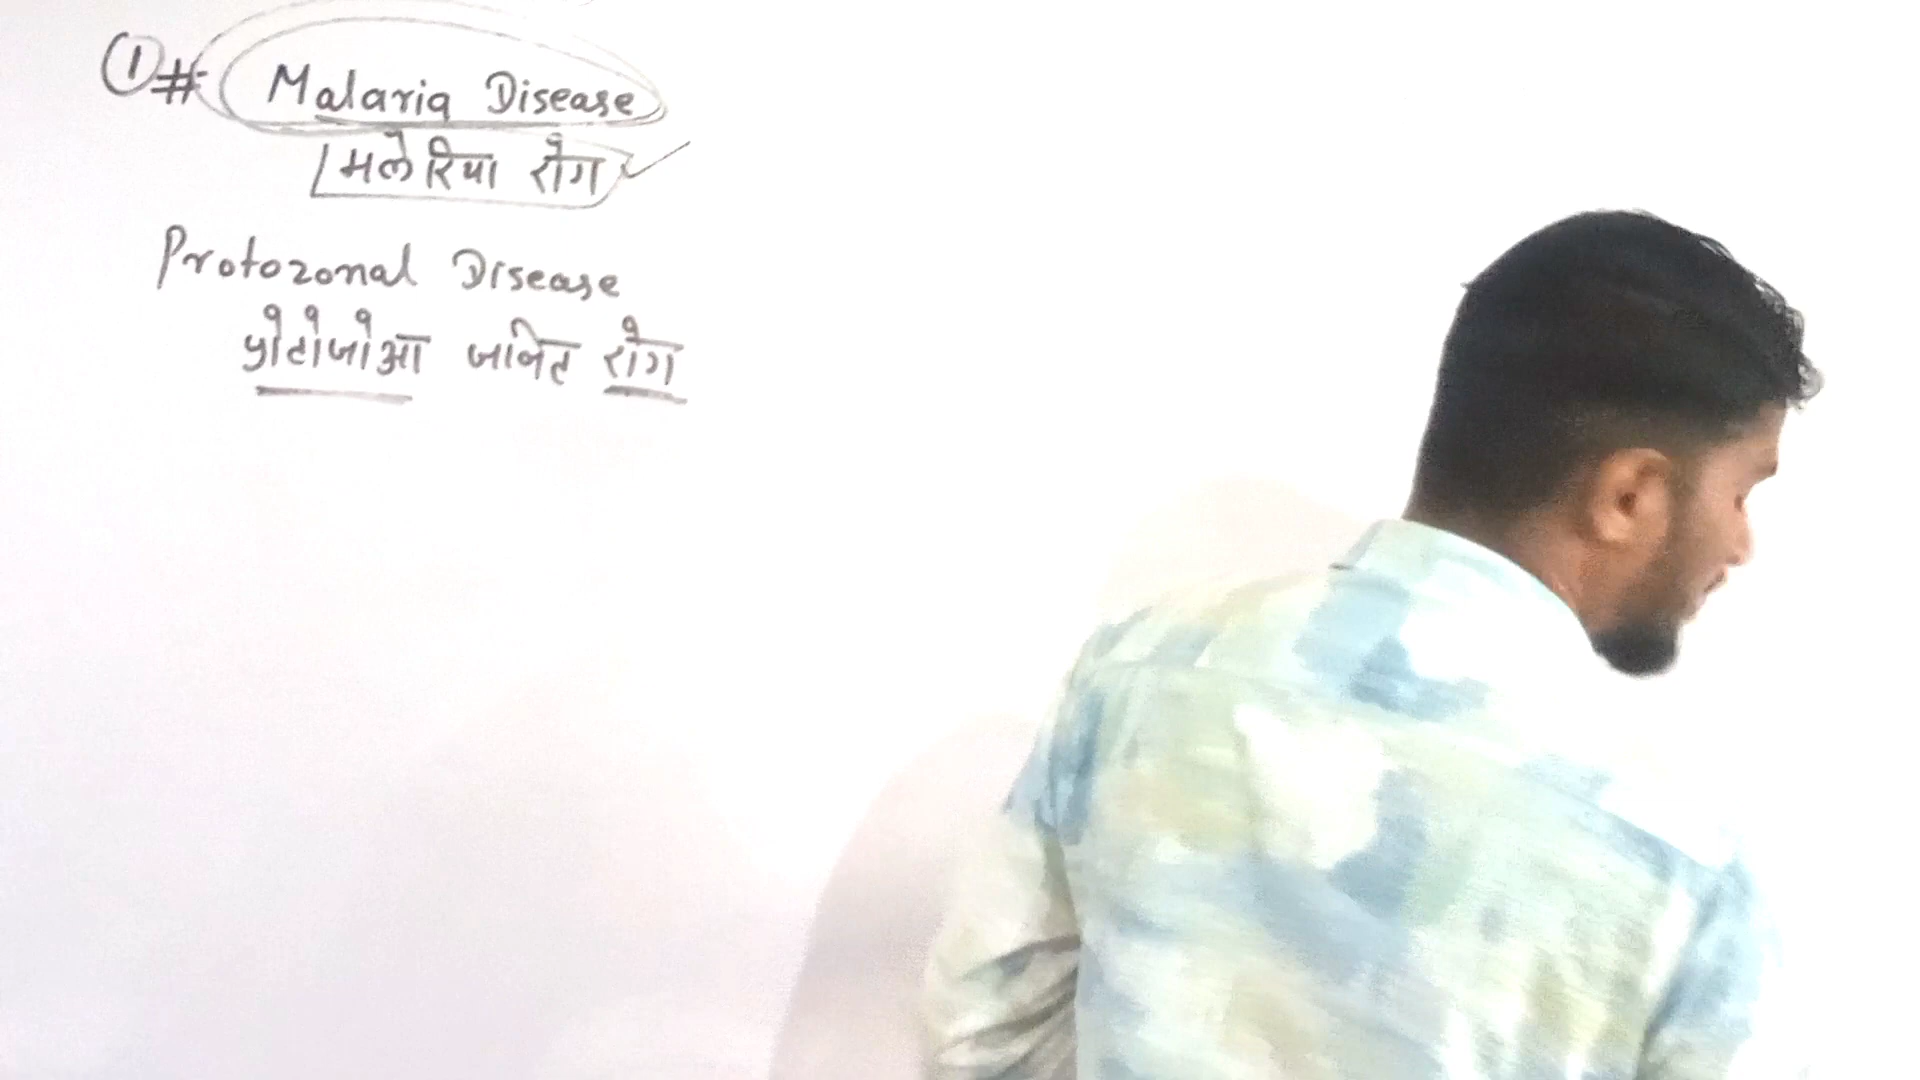 ① # Malaria Disease
मलेरिया रोग
Protozonal Disease
प्रोटोजोआ जनित रोग